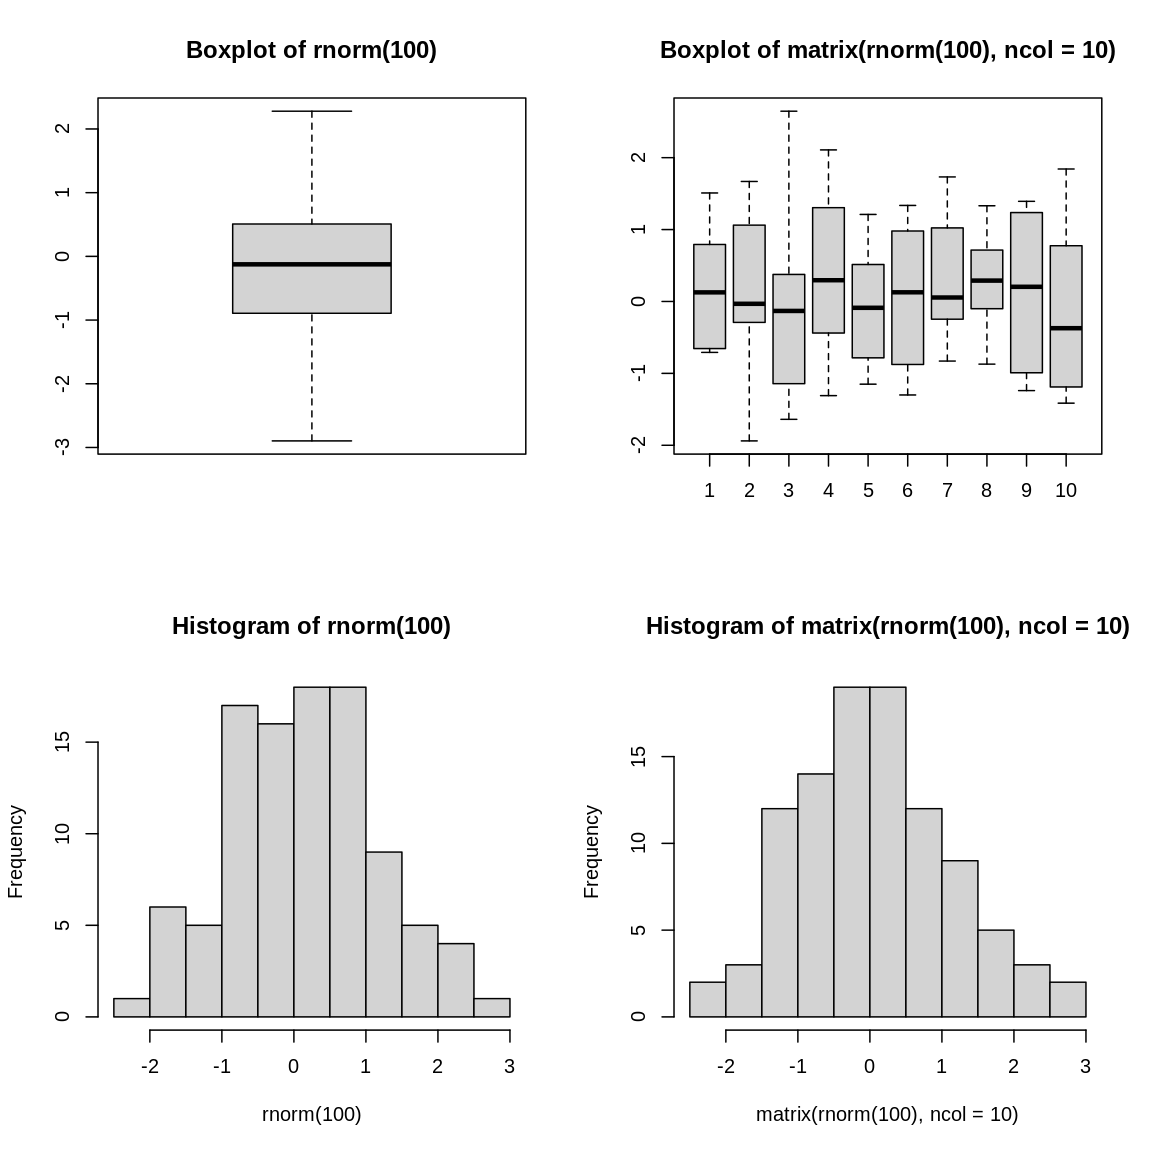 Boxplot of rnorm(100)
2
1
0
-1
-2
-3
Boxplot of matrix(rnorm(100), ncol = 10)
2
1
0
-1
-2
1 2 3 4 5 6 7 8 9 10
Histogram of rnorm(100)
Frequency
15
10
5
0
-2 -1 0 1 2 3
rnorm(100)
Histogram of matrix(rnorm(100), ncol = 10)
Frequency
15
10
5
0
-2 -1 0 1 2 3
matrix(rnorm(100), ncol = 10)